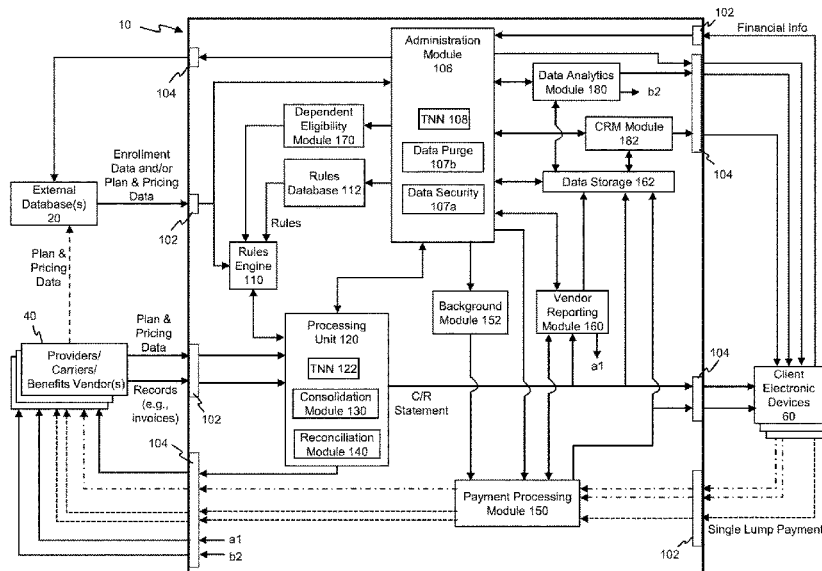 10
102
Financial Info
Administration
Module
106
104
Data Analytics
Module 180
b2
TNN 108
Dependent
Eligibility
Module 170
CRM Module
182
Data Purge
107b
Enrollment
Data and/or
Plan & Pricing
Data
Rules
Database 112
Data Storage 162
104
Data Security
107a
External
Database(s)
20
102
Rules
Rules
Engine
110
Plan &
Pricing
Data
Plan &
Pricing
Data
40
Processing
Unit 120
Background
Module 152
Vendor
Reporting
Module 160
Providers/
Carriers/
Benefits Vendor(s)
TNN 122
a1
104
Records
(e.g.,
invoices)
102
Consolidation
Module 130
C/R
Statement
Client
Electronic
Devices
60
104
Reconciliation
Module 140
Payment Processing
Module 150
Single Lump Payment
a1
b2
102